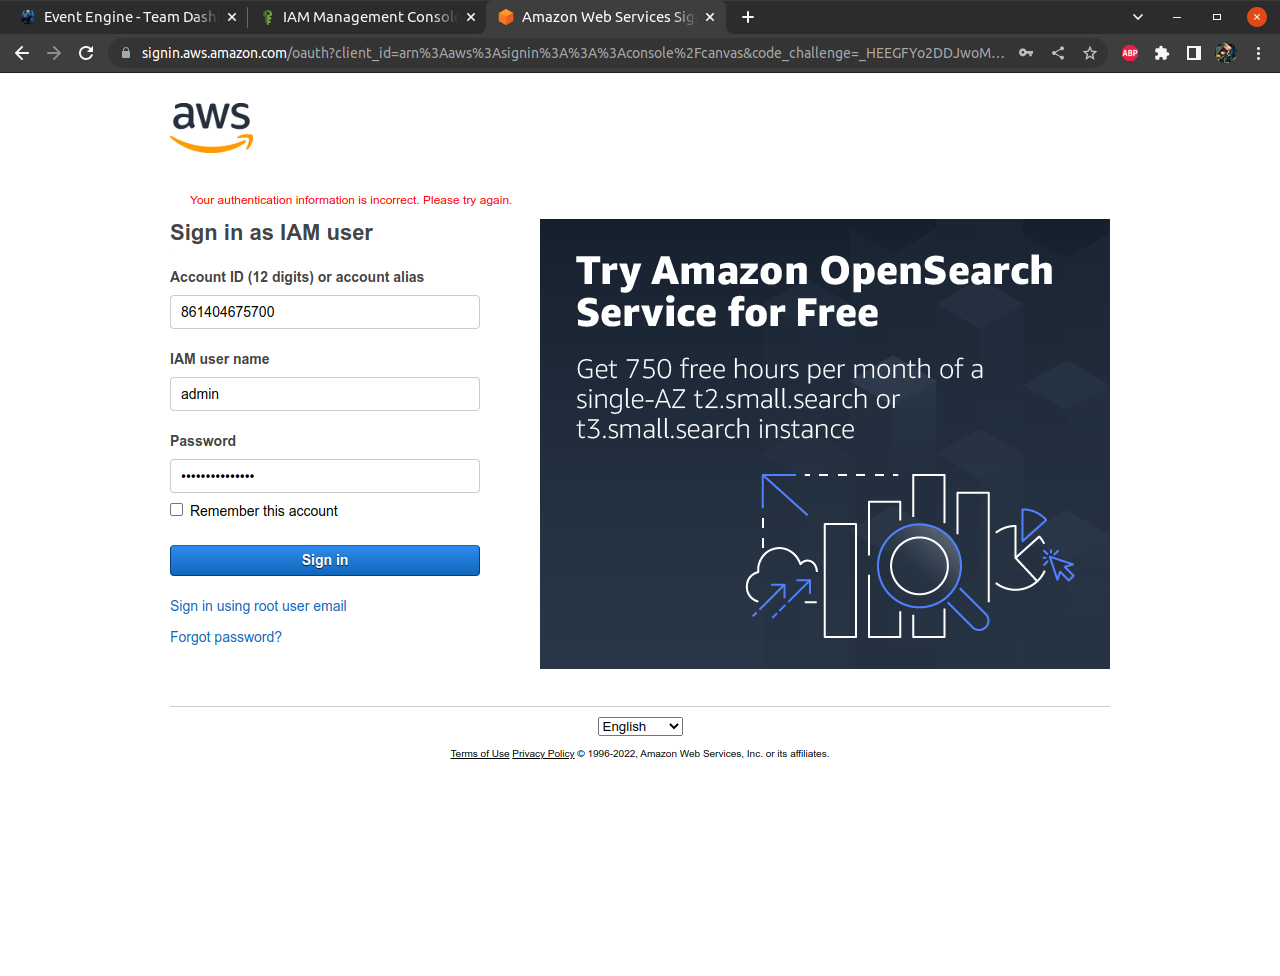 Event Engine - Team Dash
IAM Management Console
Amazon Web Services Sig
signin.aws.amazon.com/oauth?client_id=arn%3Aaws%3Asignin%3A%3A%3Aconsole%2Fcanvas&code_challenge=_HEEGFYo2DDJwoM...
ABP
aws
Your authentication information is incorrect. Please try again.
Sign in as IAM user
Account ID (12 digits) or account alias
861404675700
IAM user name
admin
Password
•••••••••••••••
Remember this account
Sign in
Sign in using root user email
Forgot password?
Try Amazon OpenSearch
Service for Free
Get 750 free hours per month of a
single-AZ t2.small.search or
t3.small.search instance
English
Terms of Use Privacy Policy © 1996-2022, Amazon Web Services, Inc. or its affiliates.